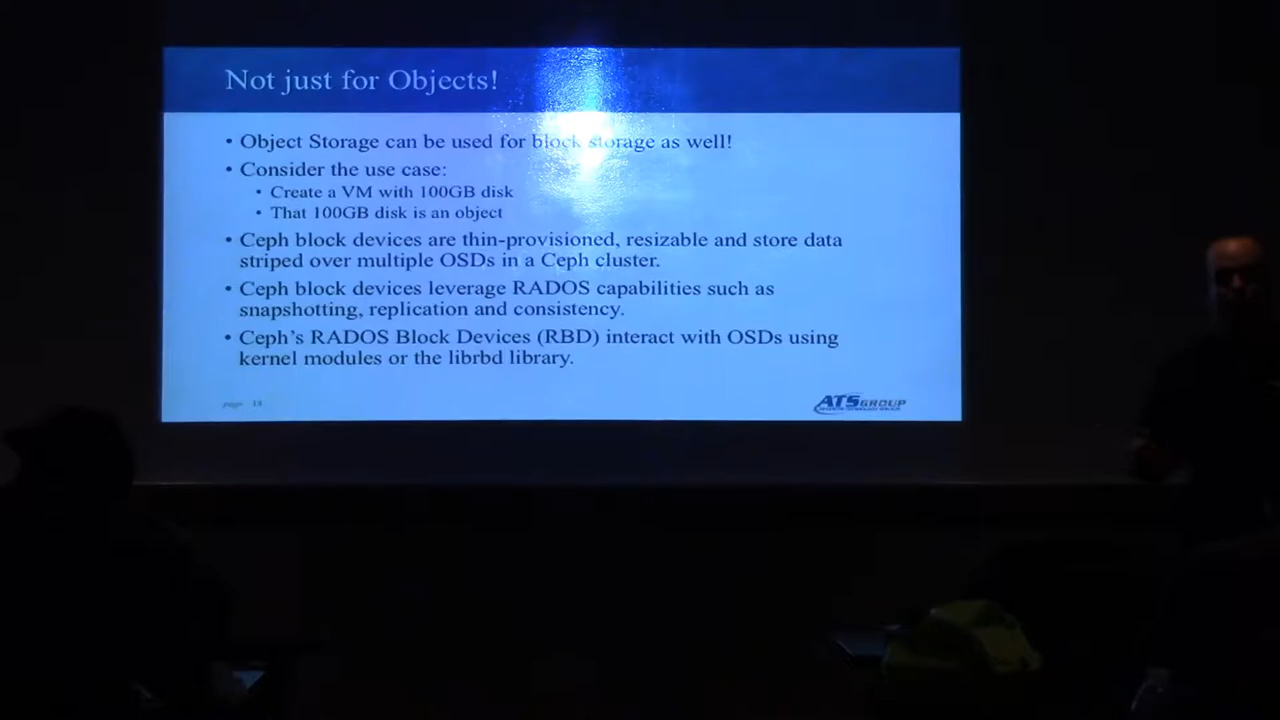 Not just for Objects!
• Object Storage can be used for block storage as well!
• Consider the use case:
• Create a VM with 100GB disk
• That 100GB disk is an object
• Ceph block devices are thin-provisioned, resizable and store data
striped over multiple OSDs in a Ceph cluster.
• Ceph block devices leverage RADOS capabilities such as
snapshotting, replication and consistency.
• Ceph's RADOS Block Devices (RBD) interact with OSDs using
kernel modules or the librbd library.
page
ATS GROUP